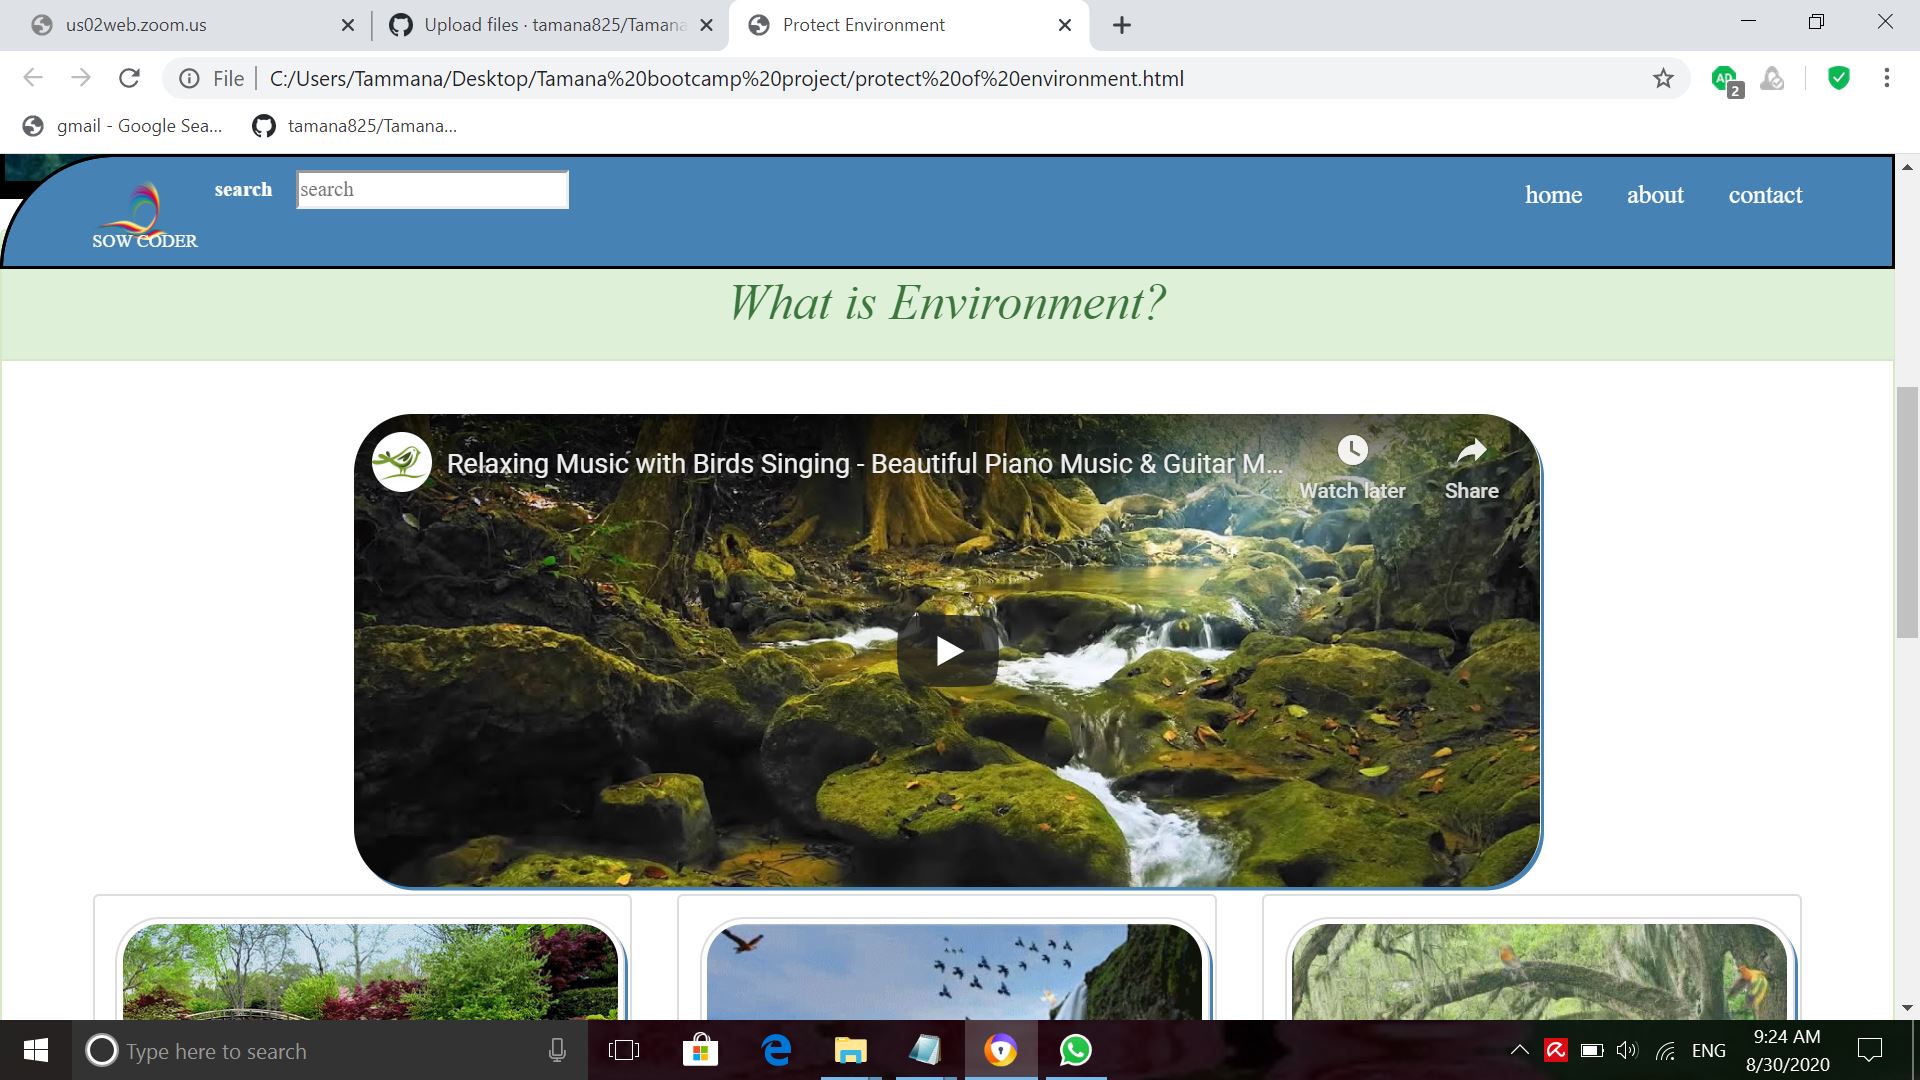 us02web.zoom.us
Upload files · tamana825/Tamana
Protect Environment
File
C:/Users/Tammana/Desktop/Tamana%20bootcamp%20project/protect%20of%20environment.html
AD
2
gmail - Google Sea...
tamana825/Tamana...
SOW CODER
search
search
home
about
contact
What is Environment?
Relaxing Music with Birds Singing - Beautiful Piano Music & Guitar M...
Watch later
Share
Type here to search
ENG
9:24 AM
8/30/2020